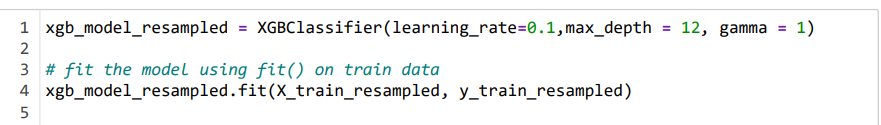 1 xgb_model_resampled = XGBClassifier(learning_rate=0.1,max_depth = 12, gamma = 1)
2
3 # fit the model using fit() on train data
4 xgb_model_resampled.fit(X_train_resampled, y_train_resampled)
5